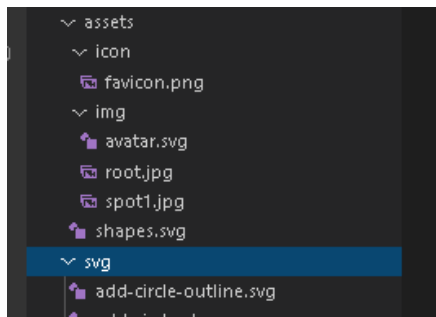 assets
icon
favicon.png
img
avatar.svg
root.jpg
spot1.jpg
shapes.svg
svg
add-circle-outline.svg